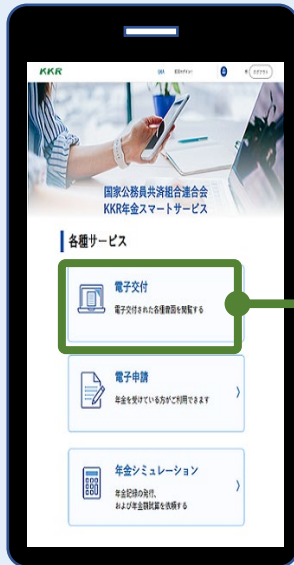 KKR
Q&A
国家公務員共済組合連合会
KKR年金スマートサービス
各種サービス
電子交付
電子交付された各種書面を閲覧する
電子申請
年金を受けている方がご利用できます
年金シミュレーション
年金記録の発行、
および年金額試算を依頼する